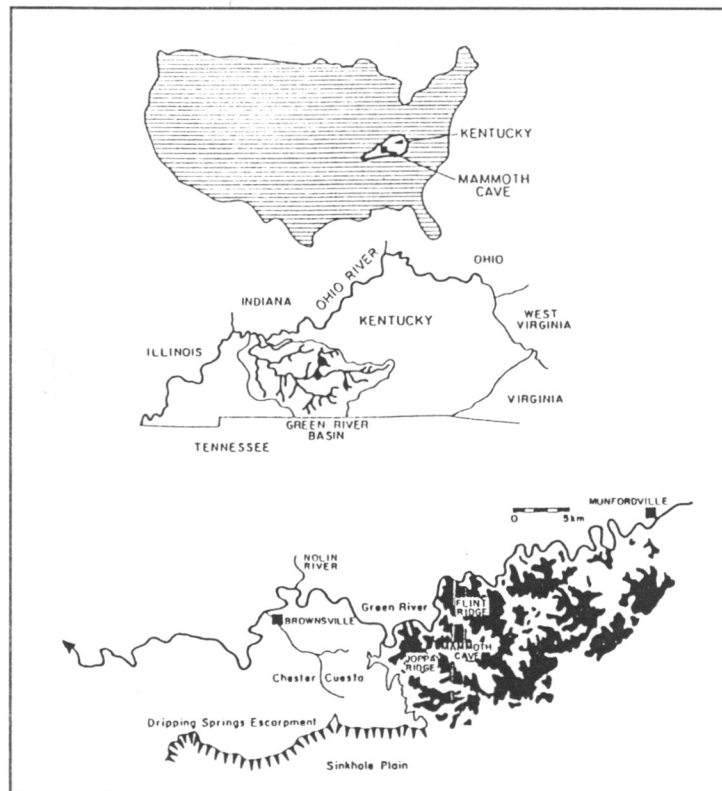 KENTUCKY
MAMMOTH
CAVE
OHIO RIVER
OHIO
INDIANA
KENTUCKY
WEST
VIRGINIA
ILLINOIS
VIRGINIA
GREEN RIVER
BASIN
TENNESSEE
MUNFORDVILLE
0 5km
NOLIN
RIVER
Green River
FLINT
RIDGE
BROWNSVILLE
MAMMOTH
CAVE
JOPPA
RIDGE
Chester Cuesta
Dripping Springs Escarpment
Sinkhole Plain